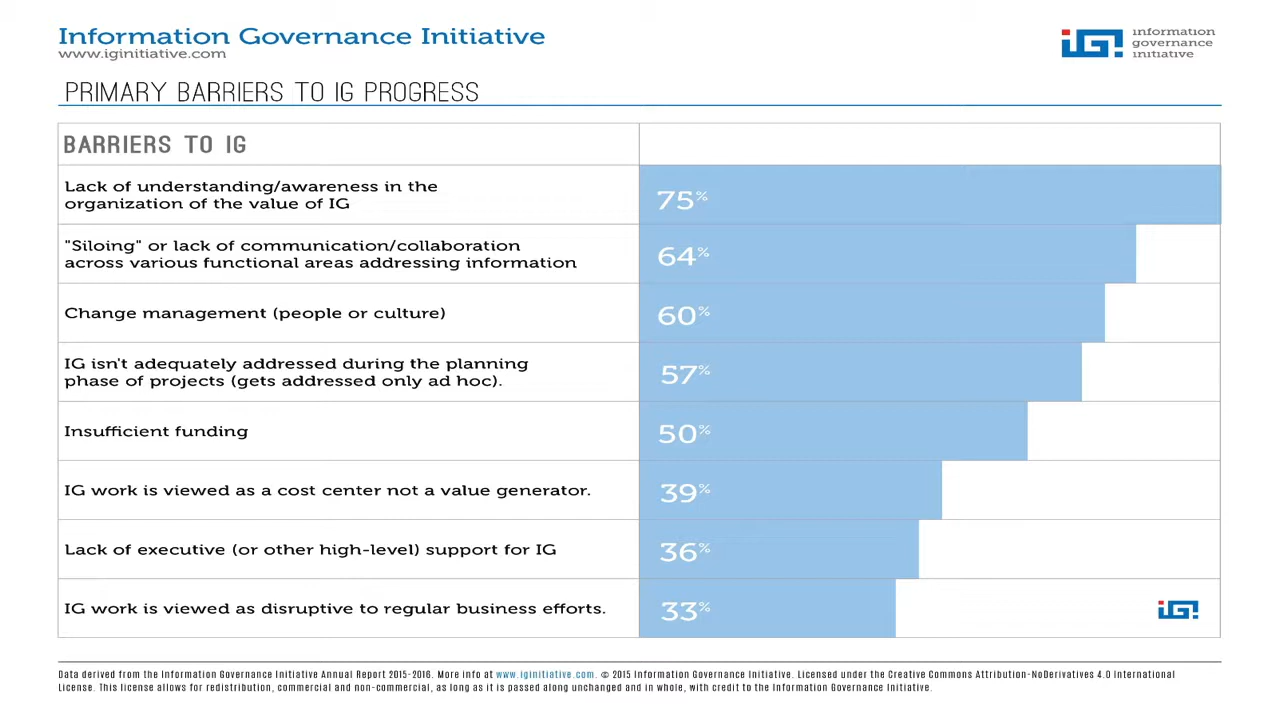 Information Governance Initiative
www.iginitiative.com
iG!
information
governance
initiative
PRIMARY BARRIERS TO IG PROGRESS
BARRIERS TO IG
Lack of understanding/awareness in the
organization of the value of IG
75%
"Siloing" or lack of communication/collaboration
across various functional areas addressing information
64%
Change management (people or culture)
60%
IG isn't adequately addressed during the planning
phase of projects (gets addressed only ad hoc).
57%
Insufficient funding
50%
IG work is viewed as a cost center not a value generator.
39%
Lack of executive (or other high-level) support for IG
36%
IG work is viewed as disruptive to regular business efforts.
33%
iG!
Data derived from the Information Governance Initiative Annual Report 2015-2016. More info at www.iginitiative.com. © 2015 Information Governance Initiative. Licensed under the Creative Commons Attribution-NoDerivatives 4.0 International
License. This license allows for redistribution, commercial and non-commercial, as long as it is passed along unchanged and in whole, with credit to the Information Governance Initiative.